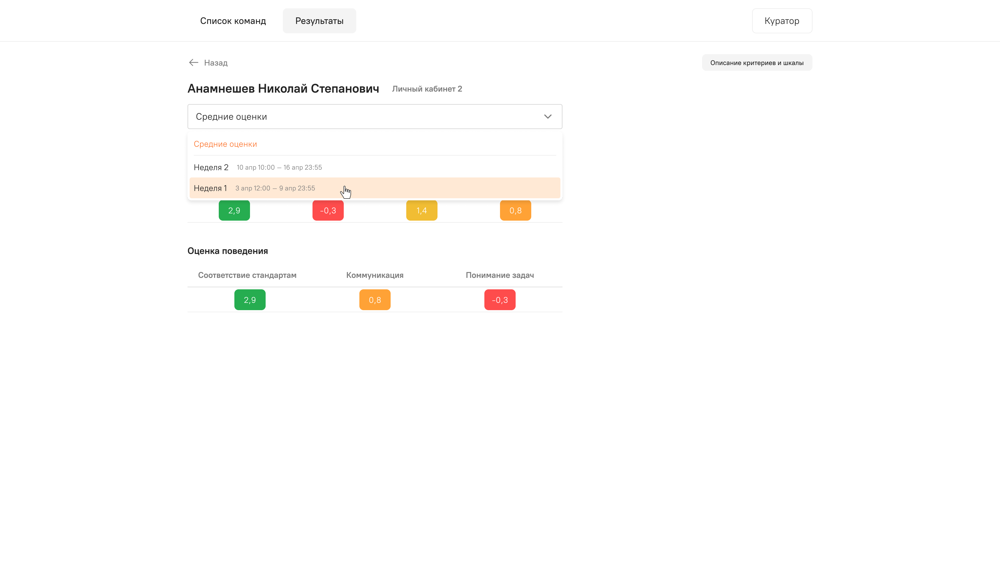 Список команд
Результаты
Куратор
Назад
Описание критериев и шкалы
Анамнешев Николай Степанович
Личный кабинет 2
Средние оценки
Средние оценки
Неделя 2 10 апр 10:00 — 16 апр 23:55
Неделя 1 3 апр 12:00 — 9 апр 23:55
2,9 -0,3 1,4 0,8
Оценка поведения
Соответствие стандартам Коммуникация Понимание задач
2,9 0,8 -0,3